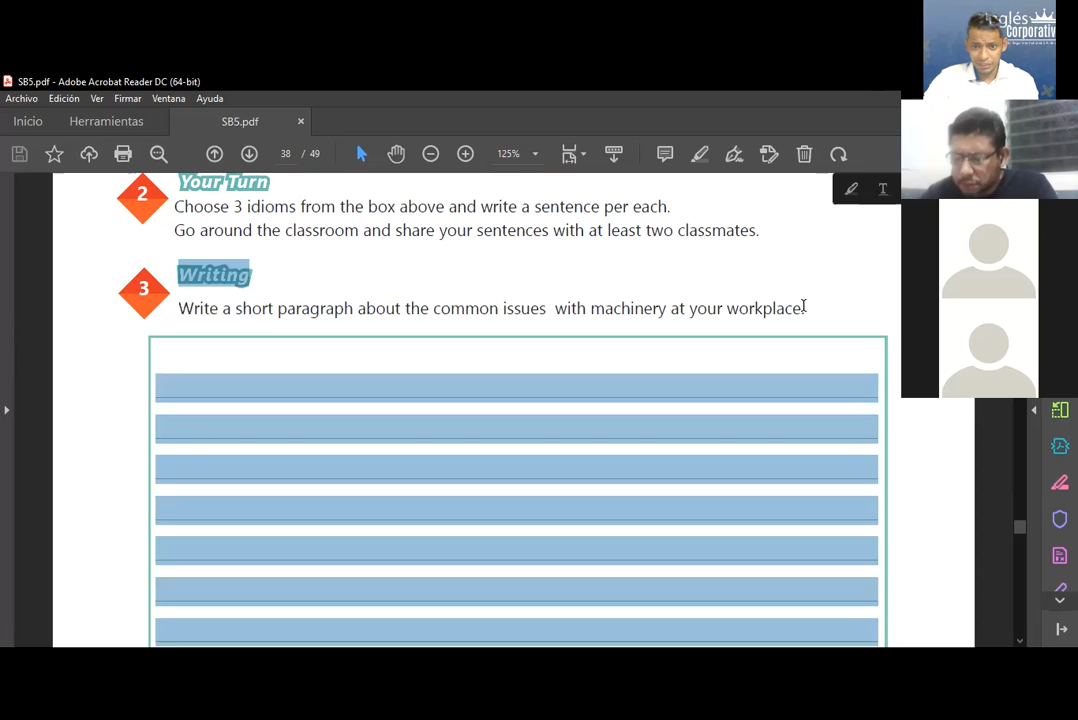 Inglés
Corporativo
SB5.pdf - Adobe Acrobat Reader DC (64-bit)
Archivo Edición Ver Firmar Ventana Ayuda
Inicio Herramientas SB5.pdf ×
38 / 49 125%
2 Your Turn
Choose 3 idioms from the box above and write a sentence per each.
Go around the classroom and share your sentences with at least two classmates.
3 Writing
Write a short paragraph about the common issues with machinery at your workplace.